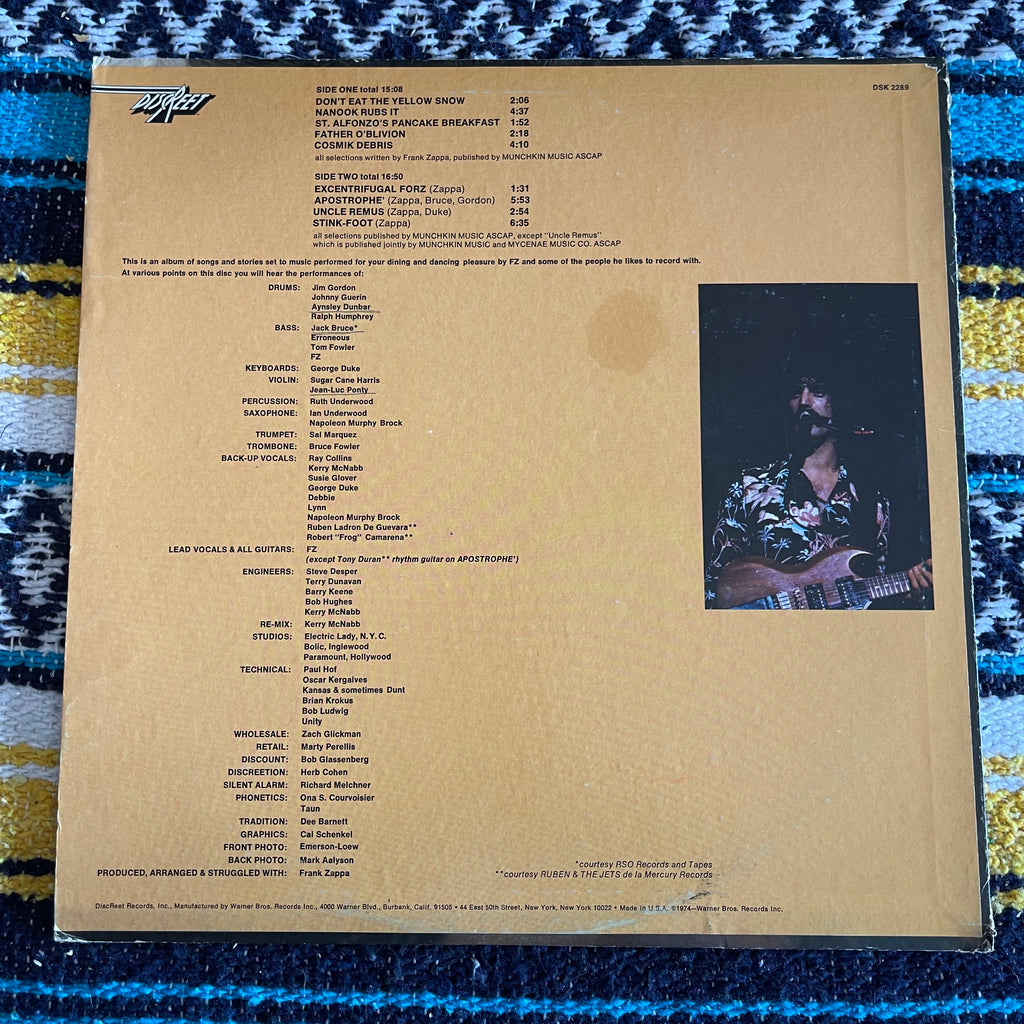 DISCREET
DSK 2289
SIDE ONE total 15:08
DON'T EAT THE YELLOW SNOW 2:06
NANOOK RUBS IT 4:37
ST. ALFONZO'S PANCAKE BREAKFAST 1:52
FATHER O'BLIVION 2:18
COSMIK DEBRIS 4:10
all selections written by Frank Zappa, published by MUNCHKIN MUSIC ASCAP
SIDE TWO total 16:50
EXCENTRIFUGAL FORZ (Zappa) 1:31
APOSTROPHE' (Zappa, Bruce, Gordon) 5:53
UNCLE REMUS (Zappa, Duke) 2:54
STINK-FOOT (Zappa) 6:35
all selections published by MUNCHKIN MUSIC ASCAP, except "Uncle Remus"
which is published jointly by MUNCHKIN MUSIC and MYCENAE MUSIC CO. ASCAP
This is an album of songs and stories set to music performed for your dining and dancing pleasure by FZ and some of the people he likes to record with.
At various points on this disc you will hear the performances of:
DRUMS: Jim Gordon
Johnny Guerin
Aynsley Dunbar
Ralph Humphrey
BASS: Jack Bruce*
Erroneous
Tom Fowler
FZ
KEYBOARDS: George Duke
VIOLIN: Sugar Cane Harris
Jean-Luc Ponty
PERCUSSION: Ruth Underwood
SAXOPHONE: Ian Underwood
Napoleon Murphy Brock
TRUMPET: Sal Marquez
TROMBONE: Bruce Fowler
BACK-UP VOCALS: Ray Collins
Kerry McNabb
Susie Glover
George Duke
Debbie
Lynn
Napoleon Murphy Brock
Ruben Ladron De Guevara**
Robert "Frog" Camarena**
LEAD VOCALS & ALL GUITARS: FZ
(except Tony Duran** rhythm guitar on APOSTROPHE')
ENGINEERS: Steve Desper
Terry Dunavan
Barry Keene
Bob Hughes
Kerry McNabb
RE-MIX: Kerry McNabb
STUDIOS: Electric Lady, N.Y.C.
Bolic, Inglewood
Paramount, Hollywood
TECHNICAL: Paul Hof
Oscar Kergalves
Kansas & sometimes Dunt
Brian Krokus
Bob Ludwig
Unity
WHOLESALE: Zach Glickman
RETAIL: Marty Perellis
DISCOUNT: Bob Glassenberg
DISCREETION: Herb Cohen
SILENT ALARM: Richard Melchner
PHONETICS: Ona S. Courvoisier
Taun
TRADITION: Dee Barnett
GRAPHICS: Cal Schenkel
FRONT PHOTO: Emerson-Loew
BACK PHOTO: Mark Aalyson
PRODUCED, ARRANGED & STRUGGLED WITH: Frank Zappa
*courtesy RSO Records and Tapes
**courtesy RUBEN & THE JETS de la Mercury Records
DiscReet Records, Inc., Manufactured by Warner Bros. Records Inc., 4000 Warner Blvd., Burbank, Calif. 91505 • 44 East 50th Street, New York, New York 10022 • Made in U.S.A. ©1974—Warner Bros. Records Inc.